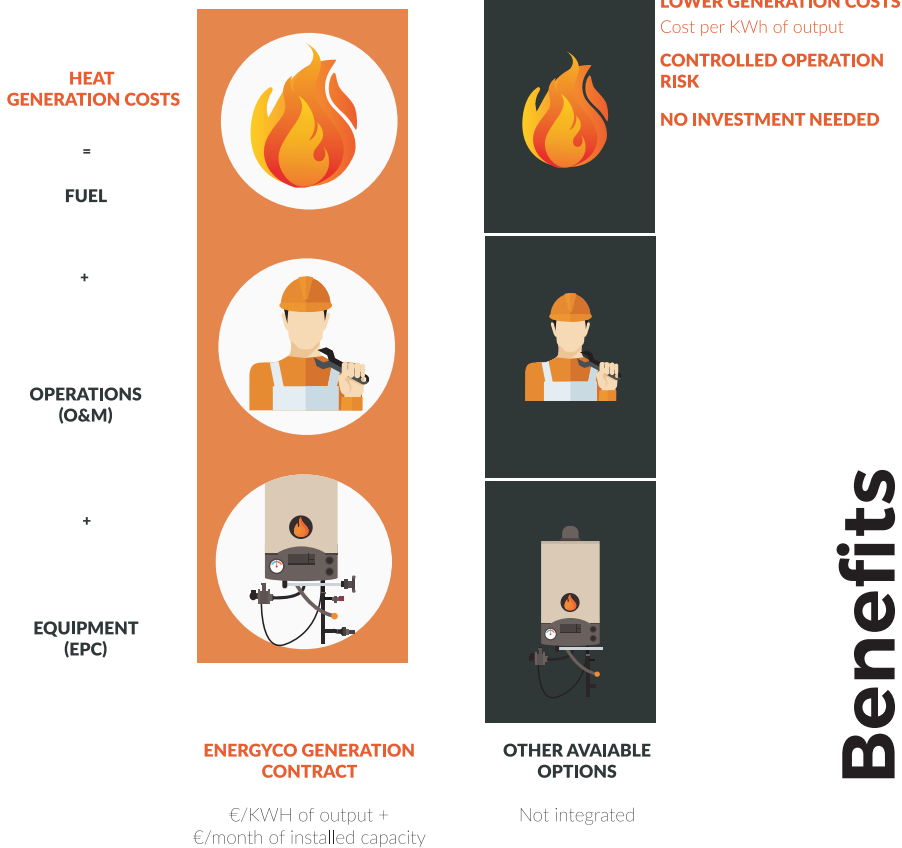 LOWER GENERATION COSTS
Cost per KWh of output
CONTROLLED OPERATION
RISK
NO INVESTMENT NEEDED
HEAT
GENERATION COSTS
=
FUEL
+
OPERATIONS
(O&M)
+
EQUIPMENT
(EPC)
ENERGYCO GENERATION
CONTRACT
€/KWH of output +
€/month of installed capacity
OTHER AVAIABLE
OPTIONS
Not integrated
Benefits